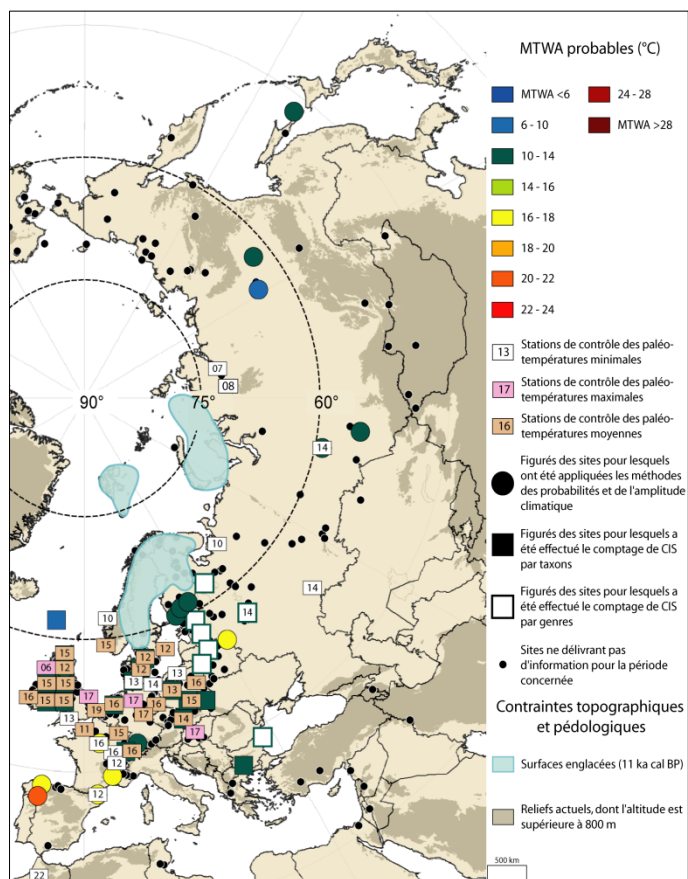 07
08
90° 75° 60°
14
10
14
14
10
15 12
15 12
06 12 12
13
15 15 13 14 16
13
16 15 15 17 16 17 15
19 17 16
13 14
11 15 17
16
16 16
12
12
22
MTWA probables (°C)
MTWA <6 24 - 28
6 - 10 MTWA >28
10 - 14
14 - 16
16 - 18
18 - 20
20 - 22
22 - 24
13 Stations de contrôle des paléo-
températures minimales
17 Stations de contrôle des paléo-
températures maximales
16 Stations de contrôle des paléo-
températures moyennes
Figurés des sites pour lesquels
ont été appliquées les méthodes
des probabilités et de l'amplitude
climatique
Figurés des sites pour lesquels a
été effectué le comptage de CIS
par taxons
Figurés des sites pour lesquels a
été effectué le comptage de CIS
par genres
Sites ne délivrant pas
d'information pour la période
concernée
Contraintes topographiques
et pédologiques
Surfaces englacées (11 ka cal BP)
Reliefs actuels, dont l'altitude est
supérieure à 800 m
500 km